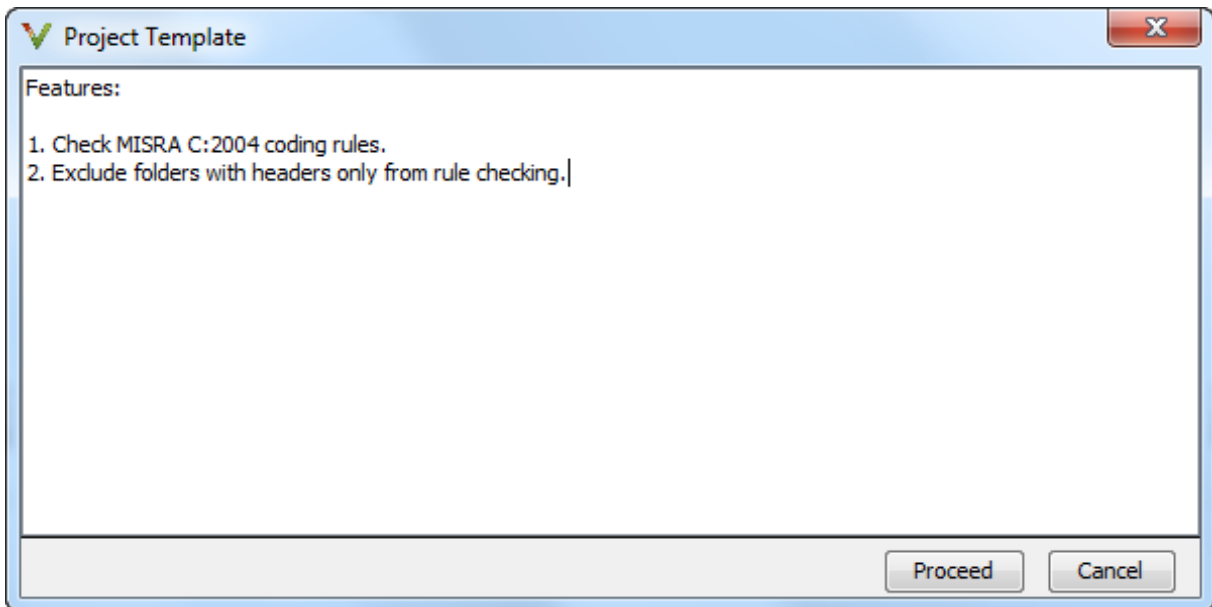 Project Template
Features:
1. Check MISRA C:2004 coding rules.
2. Exclude folders with headers only from rule checking.
Proceed Cancel